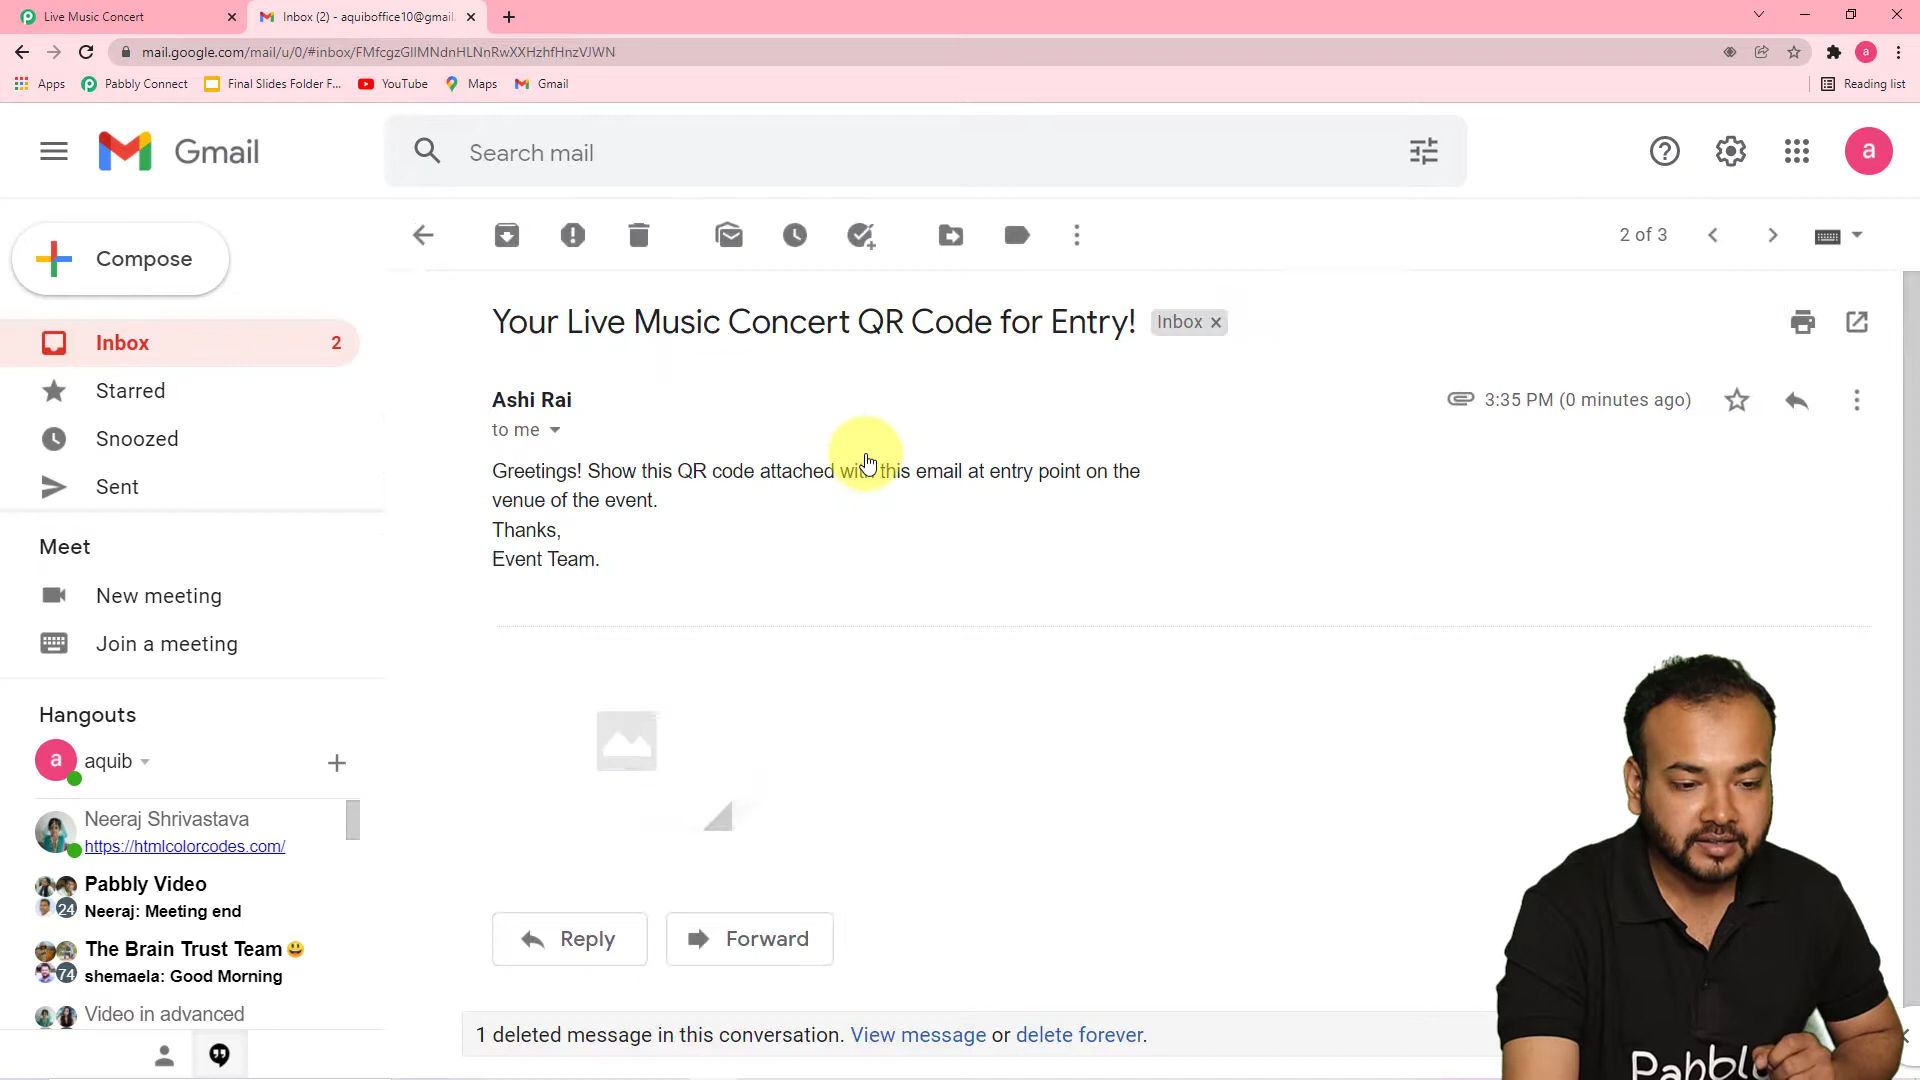 Live Music Concert
Inbox (2) - aquiboffice10@gmail.
mail.google.com/mail/u/0/#inbox/FMfcgzGllMNdnHLNnRwXXHzhfHnzVJWN
Apps
Pabbly Connect
Final Slides Folder F...
YouTube
Maps
Gmail
Reading list
Gmail
Search mail
a
Compose
2 of 3
Inbox 2
Starred
Snoozed
Sent
Your Live Music Concert QR Code for Entry!
Inbox
Ashi Rai
3:35 PM (0 minutes ago)
to me
Greetings! Show this QR code attached with this email at entry point on the
venue of the event.
Thanks,
Event Team.
Meet
New meeting
Join a meeting
Hangouts
a
aquib
Neeraj Shrivastava
https://htmlcolorcodes.com/
Pabbly Video
24
Neeraj: Meeting end
The Brain Trust Team 😃
74
shemaela: Good Morning
Video in advanced
Reply
Forward
1 deleted message in this conversation. View message or delete forever.
Pabbl